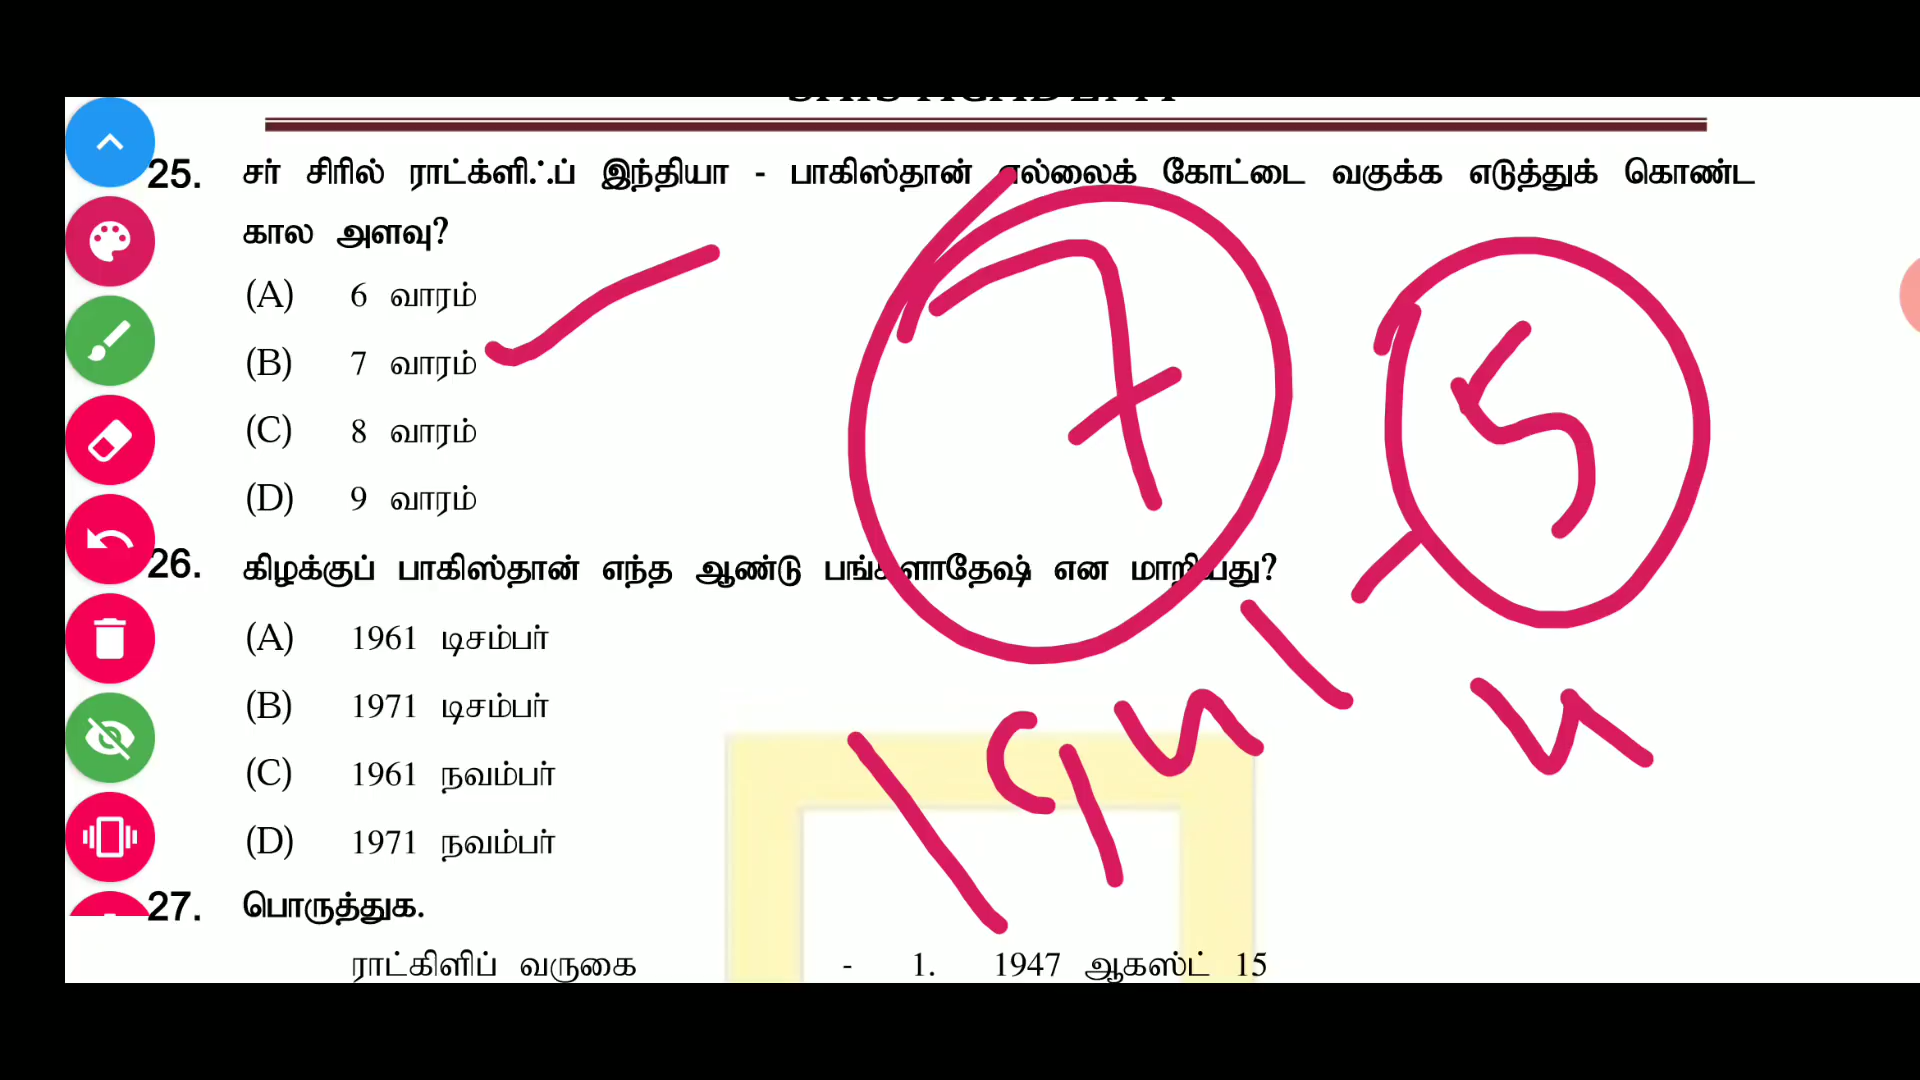 25. சர் சிரில் ராட்க்ளிஃப் இந்தியா - பாகிஸ்தான் எல்லைக் கோட்டை வகுக்க எடுத்துக் கொண்ட
கால அளவு?
(A) 6 வாரம்
(B) 7 வாரம்
(C) 8 வாரம்
(D) 9 வாரம்
7
5
26. கிழக்குப் பாகிஸ்தான் எந்த ஆண்டு பங்களாதேஷ் என மாறியது?
(A) 1961 டிசம்பர்
(B) 1971 டிசம்பர்
(C) 1961 நவம்பர்
(D) 1971 நவம்பர்
27. பொருத்துக.
ராட்கிளிப் வருகை - 1. 1947 ஆகஸ்ட் 15